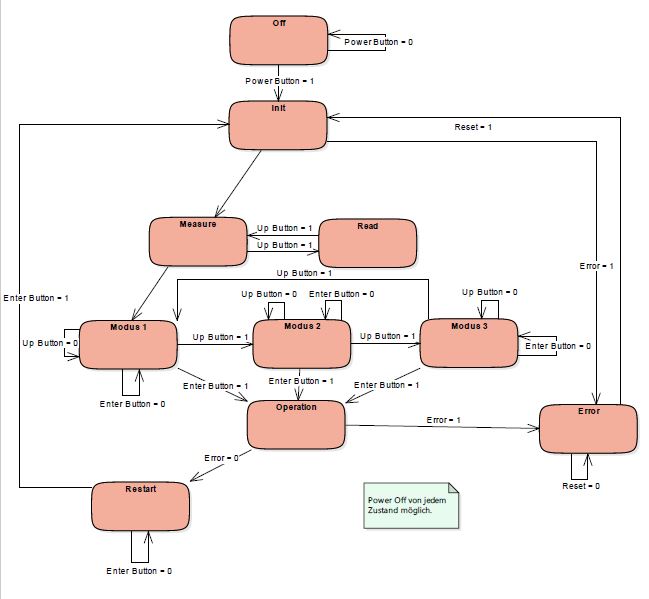 Off
Power Button = 0
Power Button = 1
Init
Reset = 1
Measure
Up Button = 1
Read
Up Button = 1
Error = 1
Up Button = 1
Enter Button = 1
Up Button = 0
Enter Button = 0
Up Button = 0
Modus 1
Modus 2
Modus 3
Up Button = 0
Up Button = 1
Up Button = 1
Enter Button = 0
Enter Button = 1
Enter Button = 1
Enter Button = 1
Enter Button = 0
Operation
Error = 1
Error
Error = 0
Restart
Reset = 0
Power Off von jedem
Zustand möglich.
Enter Button = 0